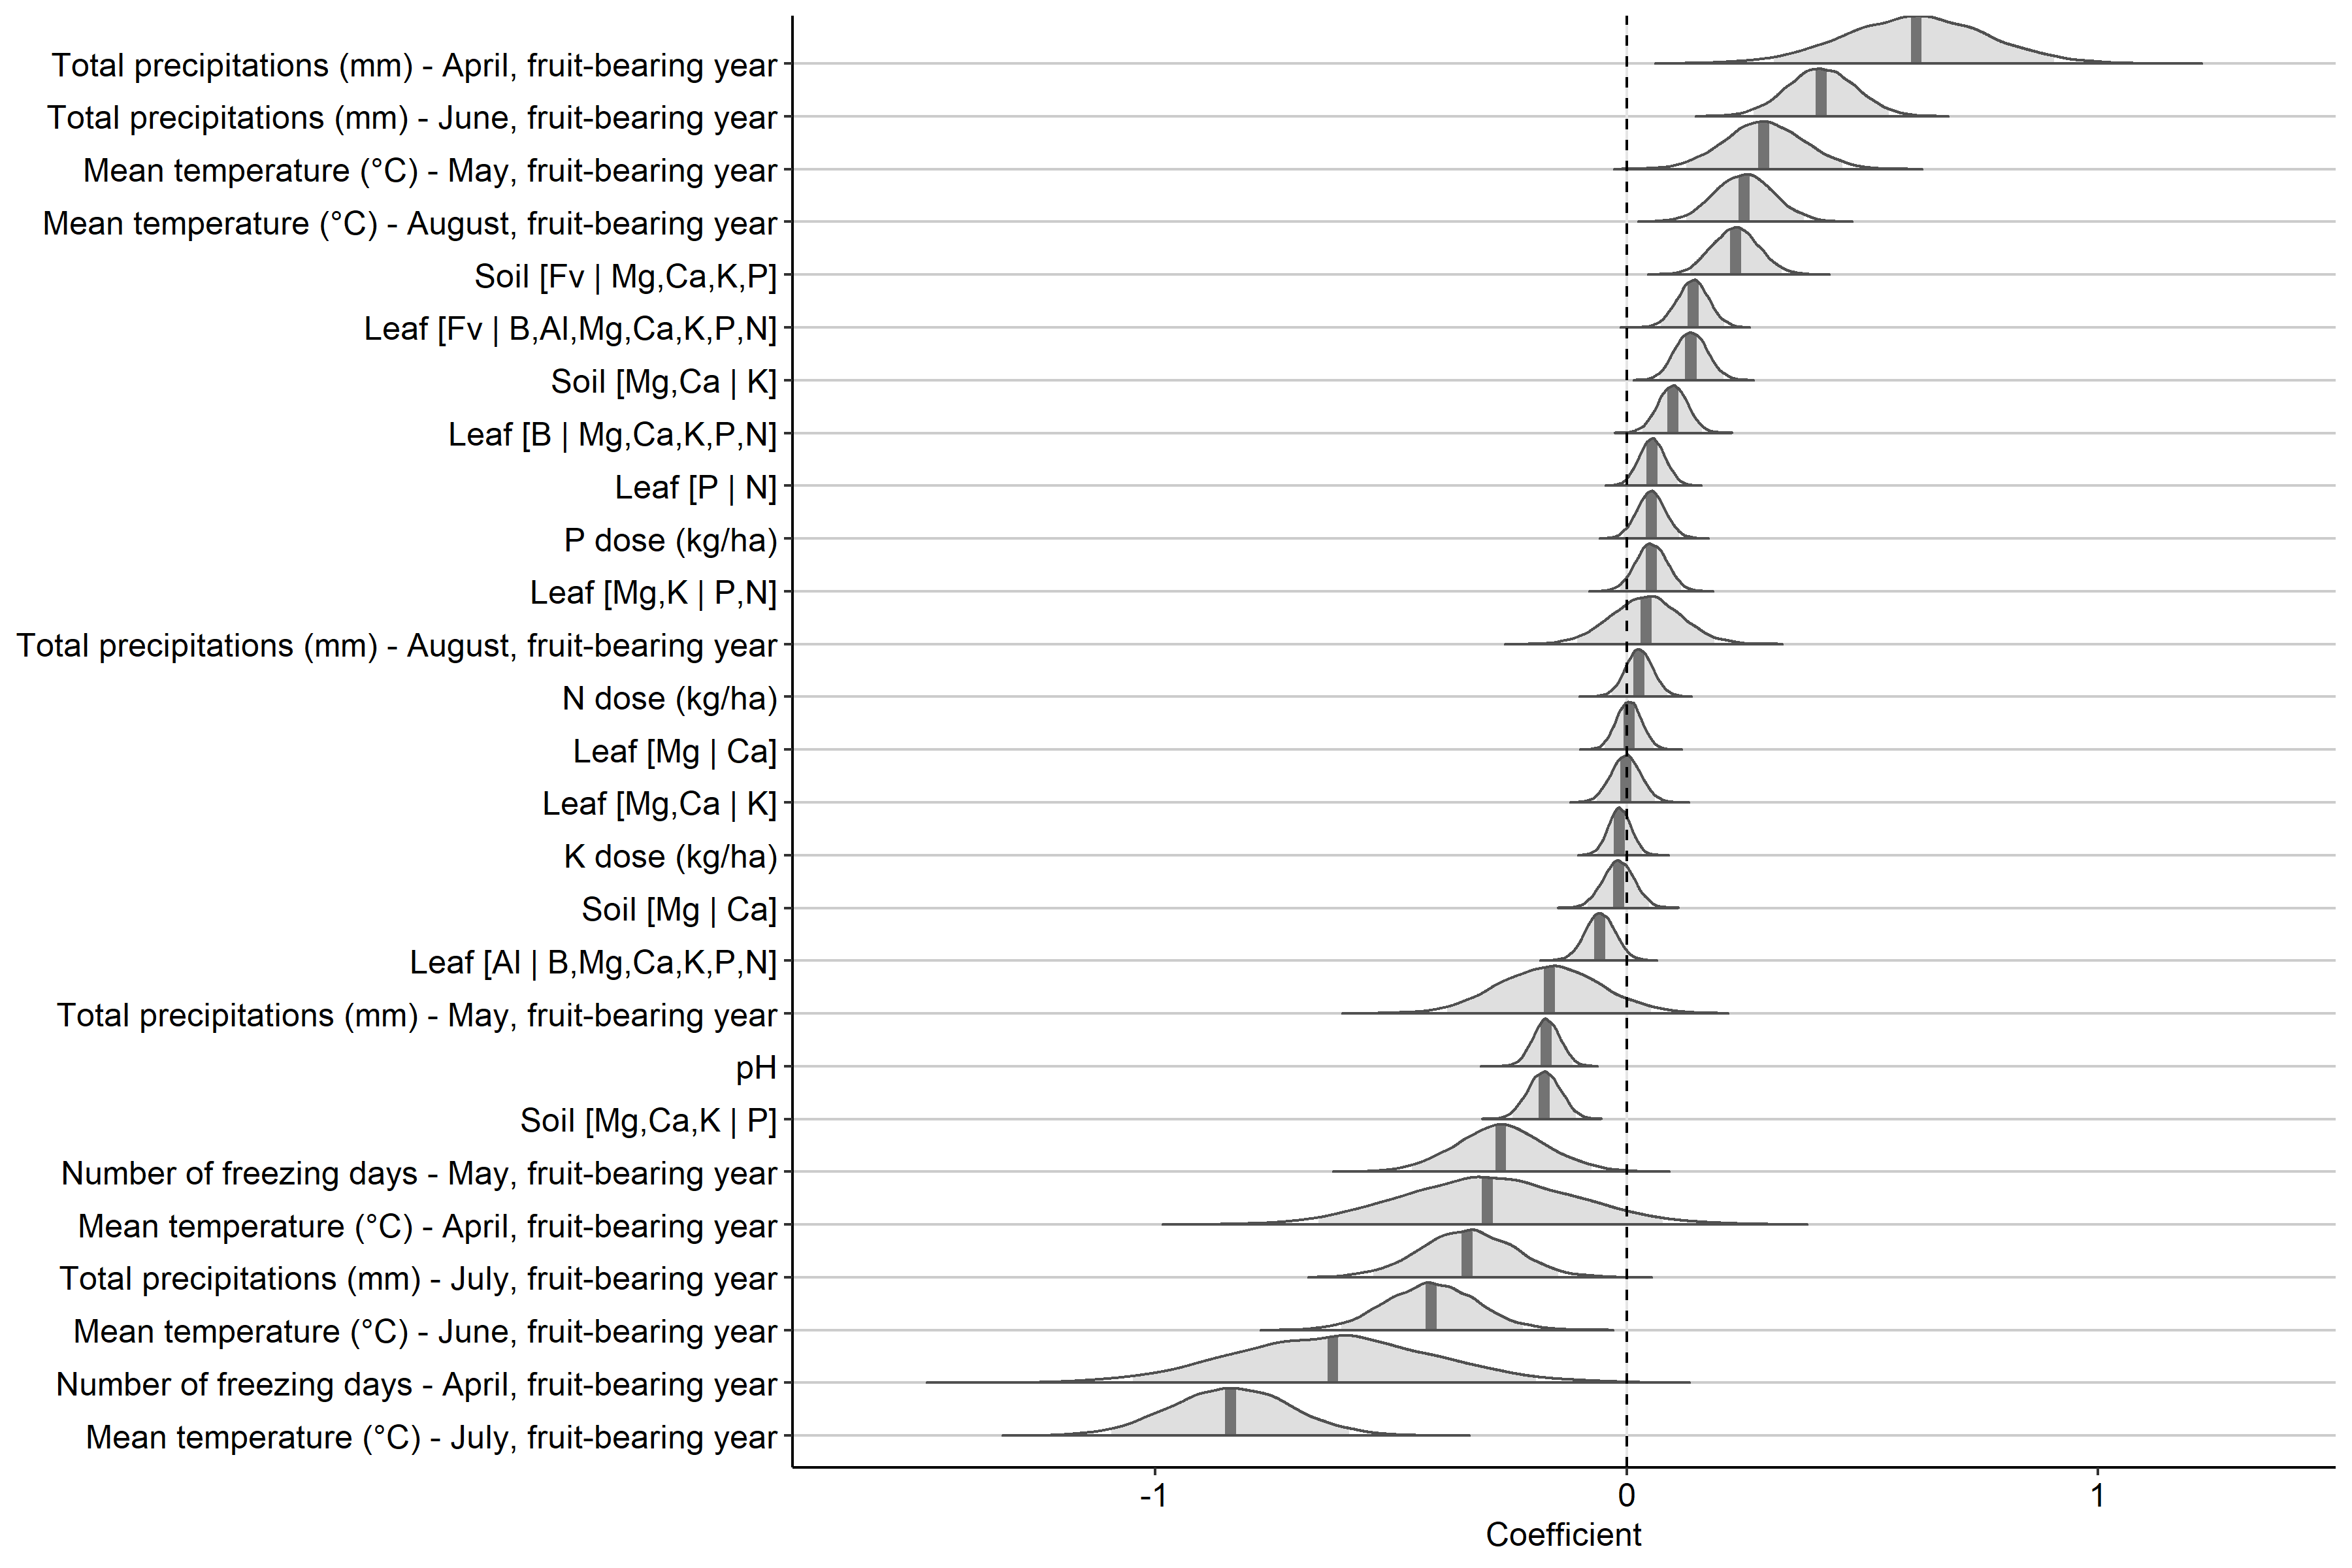 Total precipitations (mm) - April, fruit-bearing year
Total precipitations (mm) - June, fruit-bearing year
Mean temperature (°C) - May, fruit-bearing year
Mean temperature (°C) - August, fruit-bearing year
Soil [Fv | Mg,Ca,K,P]
Leaf [Fv | B,Al,Mg,Ca,K,P,N]
Soil [Mg,Ca | K]
Leaf [B | Mg,Ca,K,P,N]
Leaf [P | N]
P dose (kg/ha)
Leaf [Mg,K | P,N]
Total precipitations (mm) - August, fruit-bearing year
N dose (kg/ha)
Leaf [Mg | Ca]
Leaf [Mg,Ca | K]
K dose (kg/ha)
Soil [Mg | Ca]
Leaf [Al | B,Mg,Ca,K,P,N]
Total precipitations (mm) - May, fruit-bearing year
pH
Soil [Mg,Ca,K | P]
Number of freezing days - May, fruit-bearing year
Mean temperature (°C) - April, fruit-bearing year
Total precipitations (mm) - July, fruit-bearing year
Mean temperature (°C) - June, fruit-bearing year
Number of freezing days - April, fruit-bearing year
Mean temperature (°C) - July, fruit-bearing year
-1 0 1
Coefficient